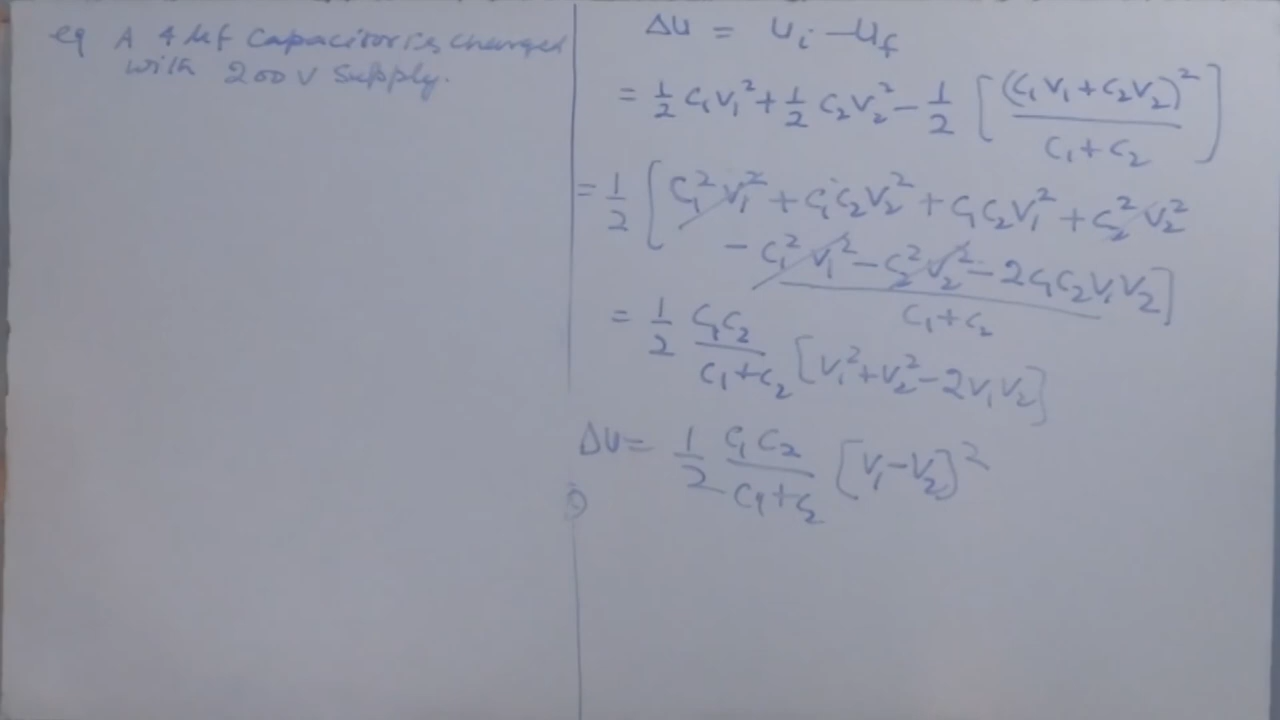 eg A 4 μf Capacitor is charged
with 200 V Supply.
ΔU = Ui - Uf
= 1/2 C₁V₁² + 1/2 C₂V₂² - 1/2 [(C₁V₁ + C₂V₂)² / C₁ + C₂]
= 1/2 [C₁²V₁² + C₁C₂V₂² + C₁C₂V₁² + C₂²V₂²
- C₁²V₁² - C₂²V₂² - 2C₁C₂V₁V₂] / C₁ + C₂
= 1/2 C₁C₂ / C₁ + C₂ [V₁² + V₂² - 2V₁V₂]
ΔU = 1/2 C₁C₂ / C₁ + C₂ [V₁ - V₂]²